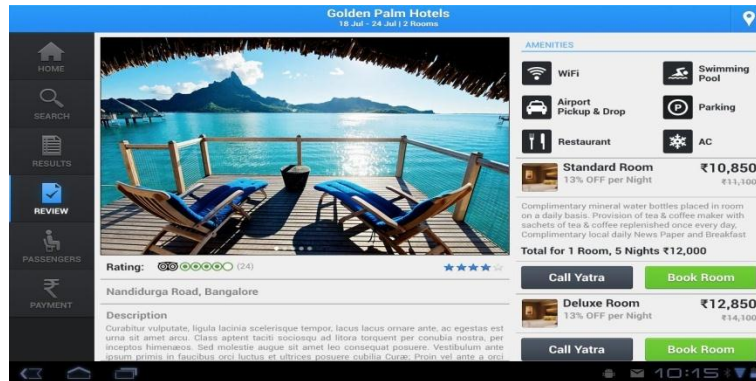 Golden Palm Hotels
18 Jul - 24 Jul | 2 Rooms
HOME
SEARCH
RESULTS
REVIEW
PASSENGERS
PAYMENT
Rating:
(24)
Nandidurga Road, Bangalore
Description
Curabitur vulputate, ligula lacinia scelerisque tempor, lacus lacus ornare ante, ac egestas est
urna sit amet arcu. Class aptent taciti sociosqu ad litora torquent per conubia nostra, per
inceptos himenaeos. Sed molestie augue sit amet leo consequat posuere. Vestibulum ante
ipsum primis in faucibus orci luctus et ultrices posuere cubilia Curae; Proin vel ante a orci
AMENITIES
WiFi
Swimming
Pool
Airport
Pickup & Drop
P
Parking
Restaurant
AC
Standard Room
₹10,850
13% OFF per Night
₹11,100
Complimentary mineral water bottles placed in room
on a daily basis. Provision of tea & coffee maker with
sachets of tea & coffee replenished once every day,
Complimentary local daily News Paper and Breakfast
Total for 1 Room, 5 Nights ₹12,000
Call Yatra
Book Room
Deluxe Room
₹12,850
13% OFF per Night
₹14,100
Call Yatra
Book Room
10:15